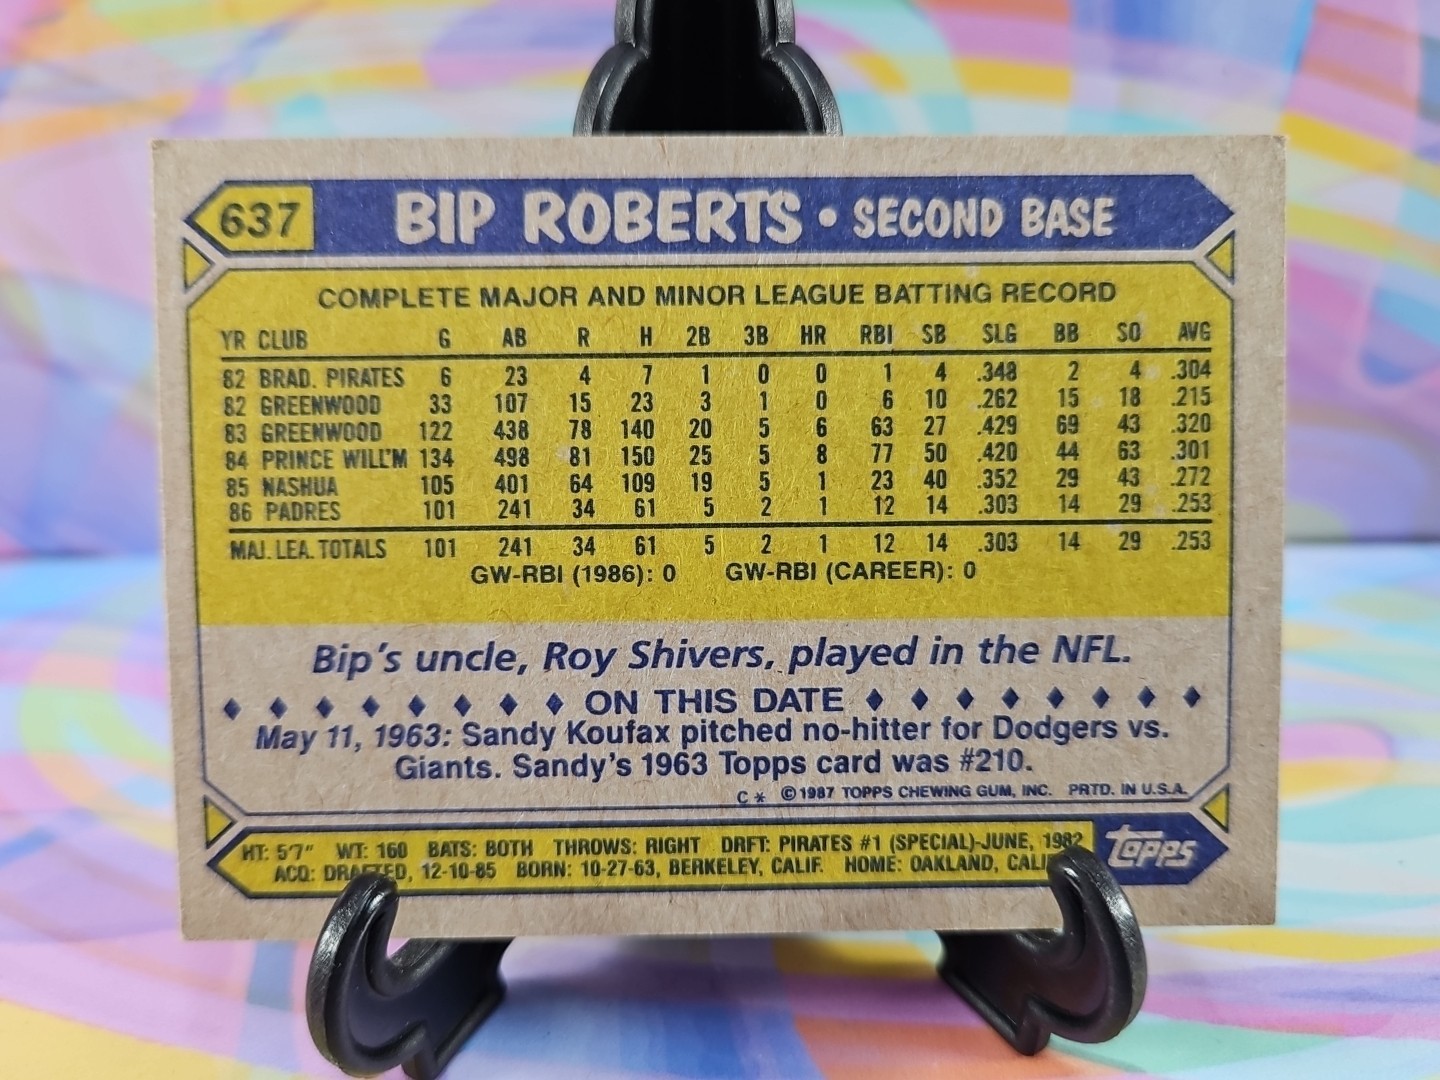 637 BIP ROBERTS • SECOND BASE
COMPLETE MAJOR AND MINOR LEAGUE BATTING RECORD
YR CLUB G AB R H 2B 3B HR RBI SB SLG BB SO AVG
82 BRAD. PIRATES 6 23 4 7 1 0 0 1 4 .348 2 4 .304
82 GREENWOOD 33 107 15 23 3 1 0 6 10 .262 15 18 .215
83 GREENWOOD 122 438 78 140 20 5 6 63 27 .429 69 43 .320
84 PRINCE WILL'M 134 498 81 150 25 5 8 77 50 .420 44 63 .301
85 NASHUA 105 401 64 109 19 5 1 23 40 .352 29 43 .272
86 PADRES 101 241 34 61 5 2 1 12 14 .303 14 29 .253
MAJ. LEA. TOTALS 101 241 34 61 5 2 1 12 14 .303 14 29 .253
GW-RBI (1986): 0 GW-RBI (CAREER): 0
Bip's uncle, Roy Shivers, played in the NFL.
♦ ♦ ♦ ♦ ♦ ♦ ♦ ♦ ON THIS DATE ♦ ♦ ♦ ♦ ♦ ♦ ♦ ♦
May 11, 1963: Sandy Koufax pitched no-hitter for Dodgers vs.
Giants. Sandy's 1963 Topps card was #210.
C * ©1987 TOPPS CHEWING GUM, INC. PRTD. IN U.S.A.
HT: 5'7" WT: 160 BATS: BOTH THROWS: RIGHT DRFT: PIRATES #1 (SPECIAL)-JUNE, 1982
ACQ: DRAFTED, 12-10-85 BORN: 10-27-63, BERKELEY, CALIF. HOME: OAKLAND, CALIF
Topps